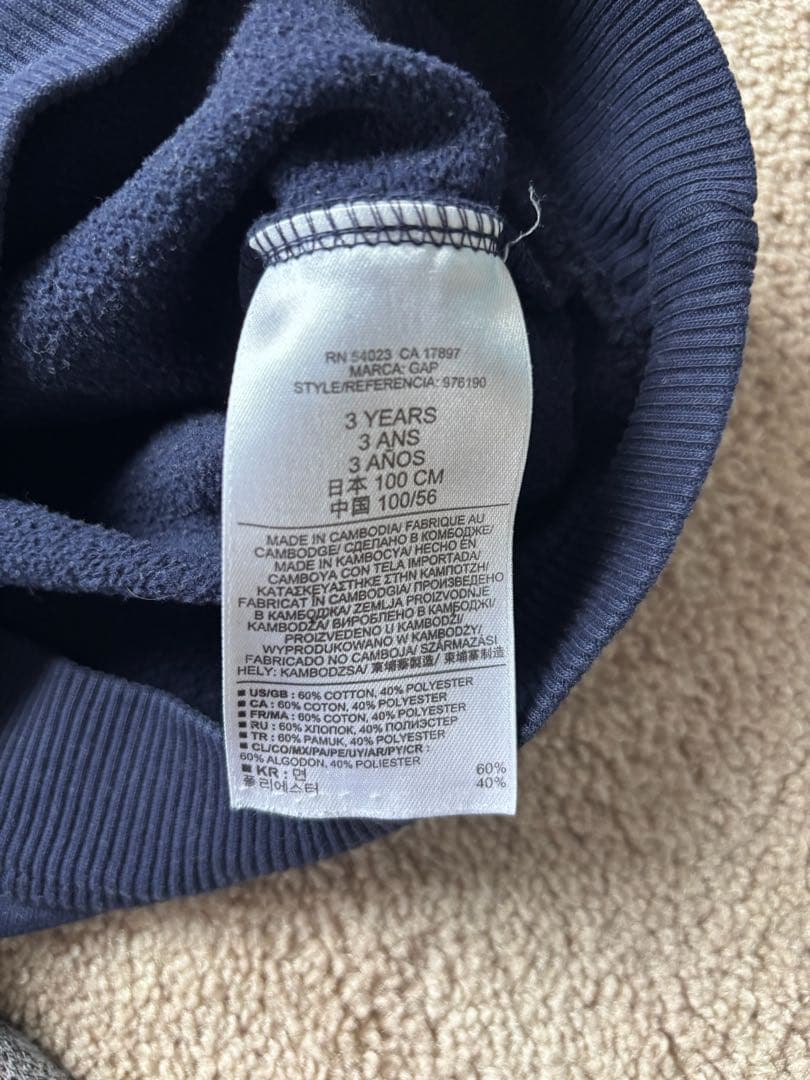 RN 54023 CA 17897
MARCA: GAP
STYLE/REFERENCIA: 976190
3 YEARS
3 ANS
3 AÑOS
日本 100 CM
中国 100/56
MADE IN CAMBODIA/ FABRIQUE AU
CAMBODGE/ СДЕЛАНО В КОМБОДЖЕ/
MADE IN KAMBOCYA/ HECHO EN
CAMBOYA CON TELA IMPORTADA/
ΚΑΤΑΣΚΕΥΑΣΤΗΚΕ ΣΤΗΝ ΚΑΜΠΟΤΖΗ/
FABRICAT ÎN CAMBODGIA/ ПРОИЗВЕДЕНО
В КАМБОДЖА/ ZEMLJA PROIZVODNJE
KAMBODŽA/ ВИРОБЛЕНО В КАМБОДЖІ/
PROIZVEDENO U KAMBODŽI/
WYPRODUKOWANO W KAMBODŻY/
FABRICADO NO CAMBOJA/ SZÁRMAZÁSI
HELY: KAMBODZSA/ 柬埔寨製造/ 柬埔寨制造
■ US/GB : 60% COTTON, 40% POLYESTER
■ CA : 60% COTON, 40% POLYESTER
■ FR/MA : 60% COTON, 40% POLYESTER
■ RU : 60% ХЛОПОК, 40% ПОЛИЭСТЕР
■ TR : 60% PAMUK, 40% POLYESTER
■ CL/CO/MX/PA/PE/UY/AR/PY/CR :
60% ALGODON, 40% POLIESTER
■ KR : 면 60%
폴리에스터 40%